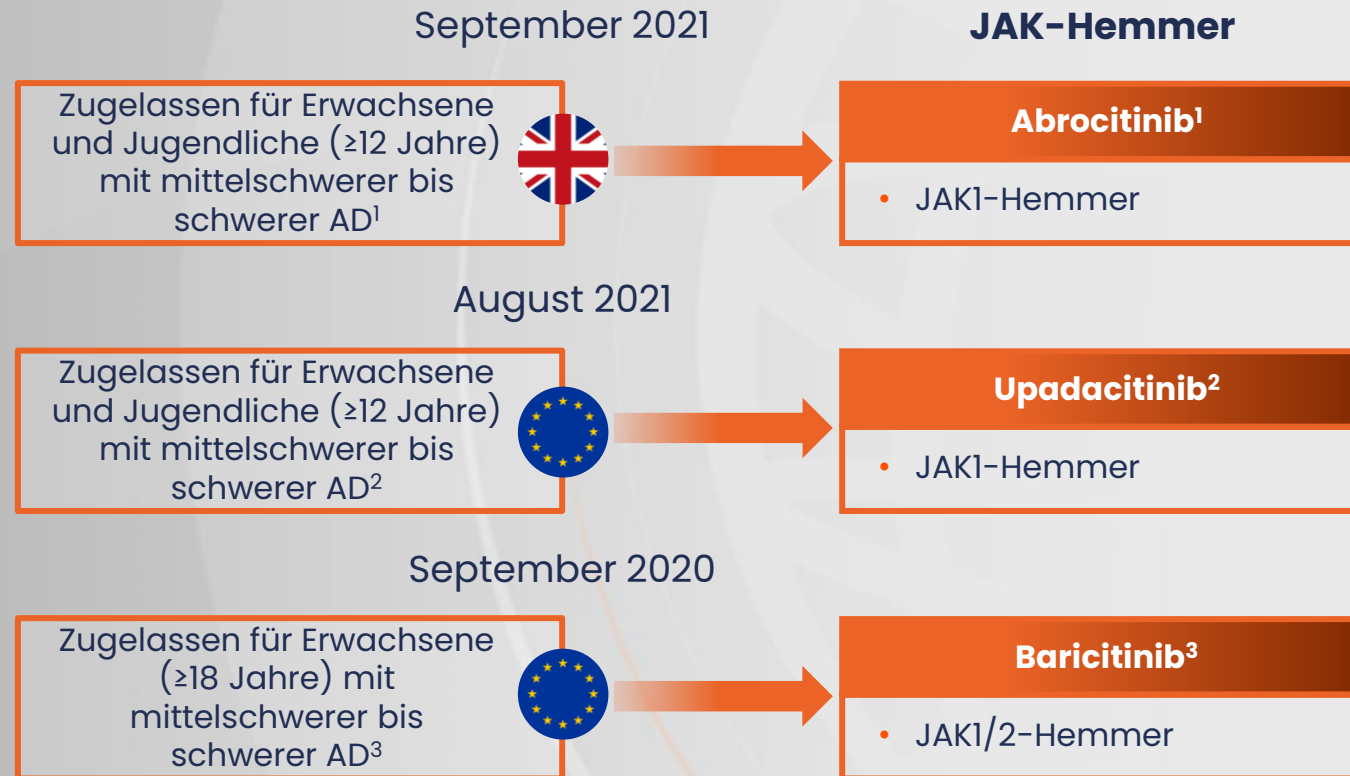 September 2021
JAK-Hemmer
Zugelassen für Erwachsene
und Jugendliche (≥12 Jahre)
mit mittelschwerer bis
schwerer AD¹
Abrocitinib¹
• JAK1-Hemmer
August 2021
Zugelassen für Erwachsene
und Jugendliche (≥12 Jahre)
mit mittelschwerer bis
schwerer AD²
Upadacitinib²
• JAK1-Hemmer
September 2020
Zugelassen für Erwachsene
(≥18 Jahre) mit
mittelschwerer bis
schwerer AD³
Baricitinib³
• JAK1/2-Hemmer